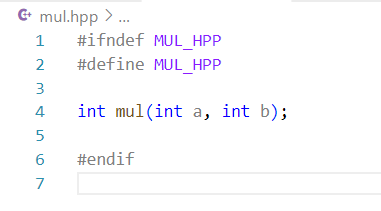 mul.hpp > ...
1 #ifndef MUL_HPP
2 #define MUL_HPP
3
4 int mul(int a, int b);
5
6 #endif
7